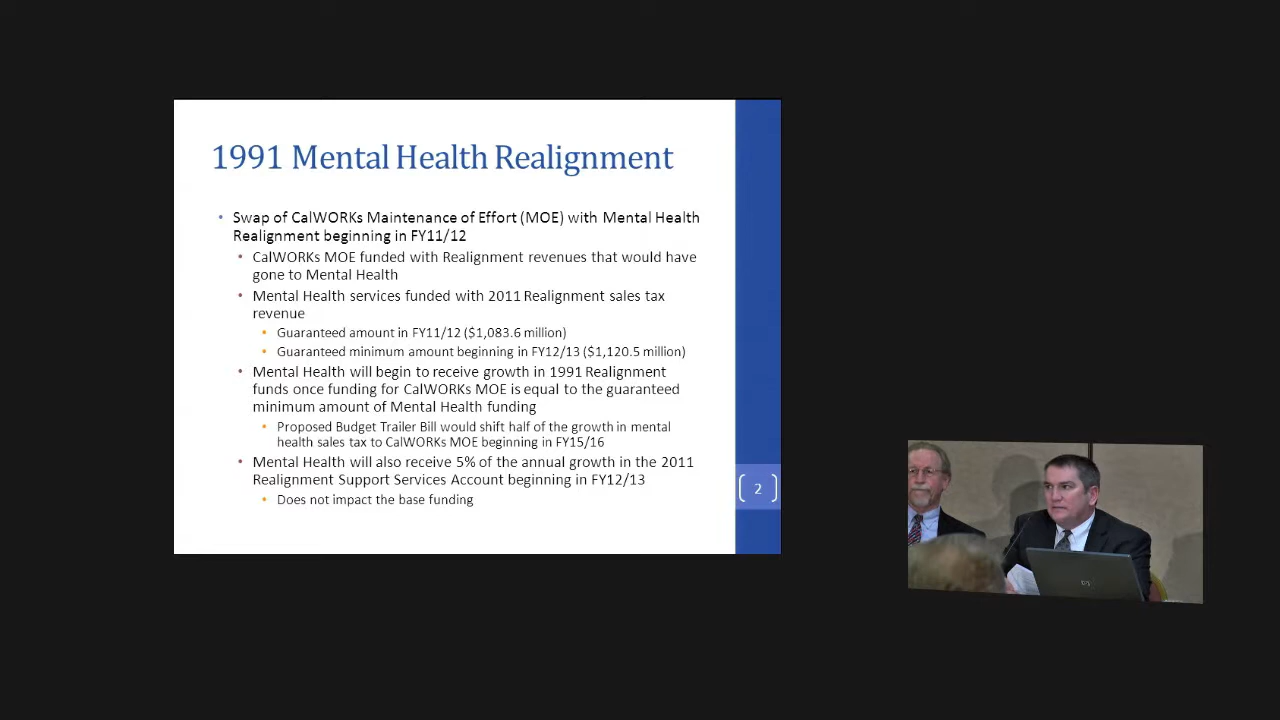 1991 Mental Health Realignment
• Swap of CalWORKs Maintenance of Effort (MOE) with Mental Health
Realignment beginning in FY11/12
• CalWORKs MOE funded with Realignment revenues that would have
gone to Mental Health
• Mental Health services funded with 2011 Realignment sales tax
revenue
• Guaranteed amount in FY11/12 ($1,083.6 million)
• Guaranteed minimum amount beginning in FY12/13 ($1,120.5 million)
• Mental Health will begin to receive growth in 1991 Realignment
funds once funding for CalWORKs MOE is equal to the guaranteed
minimum amount of Mental Health funding
• Proposed Budget Trailer Bill would shift half of the growth in mental
health sales tax to CalWORKs MOE beginning in FY15/16
• Mental Health will also receive 5% of the annual growth in the 2011
Realignment Support Services Account beginning in FY12/13
• Does not impact the base funding
2